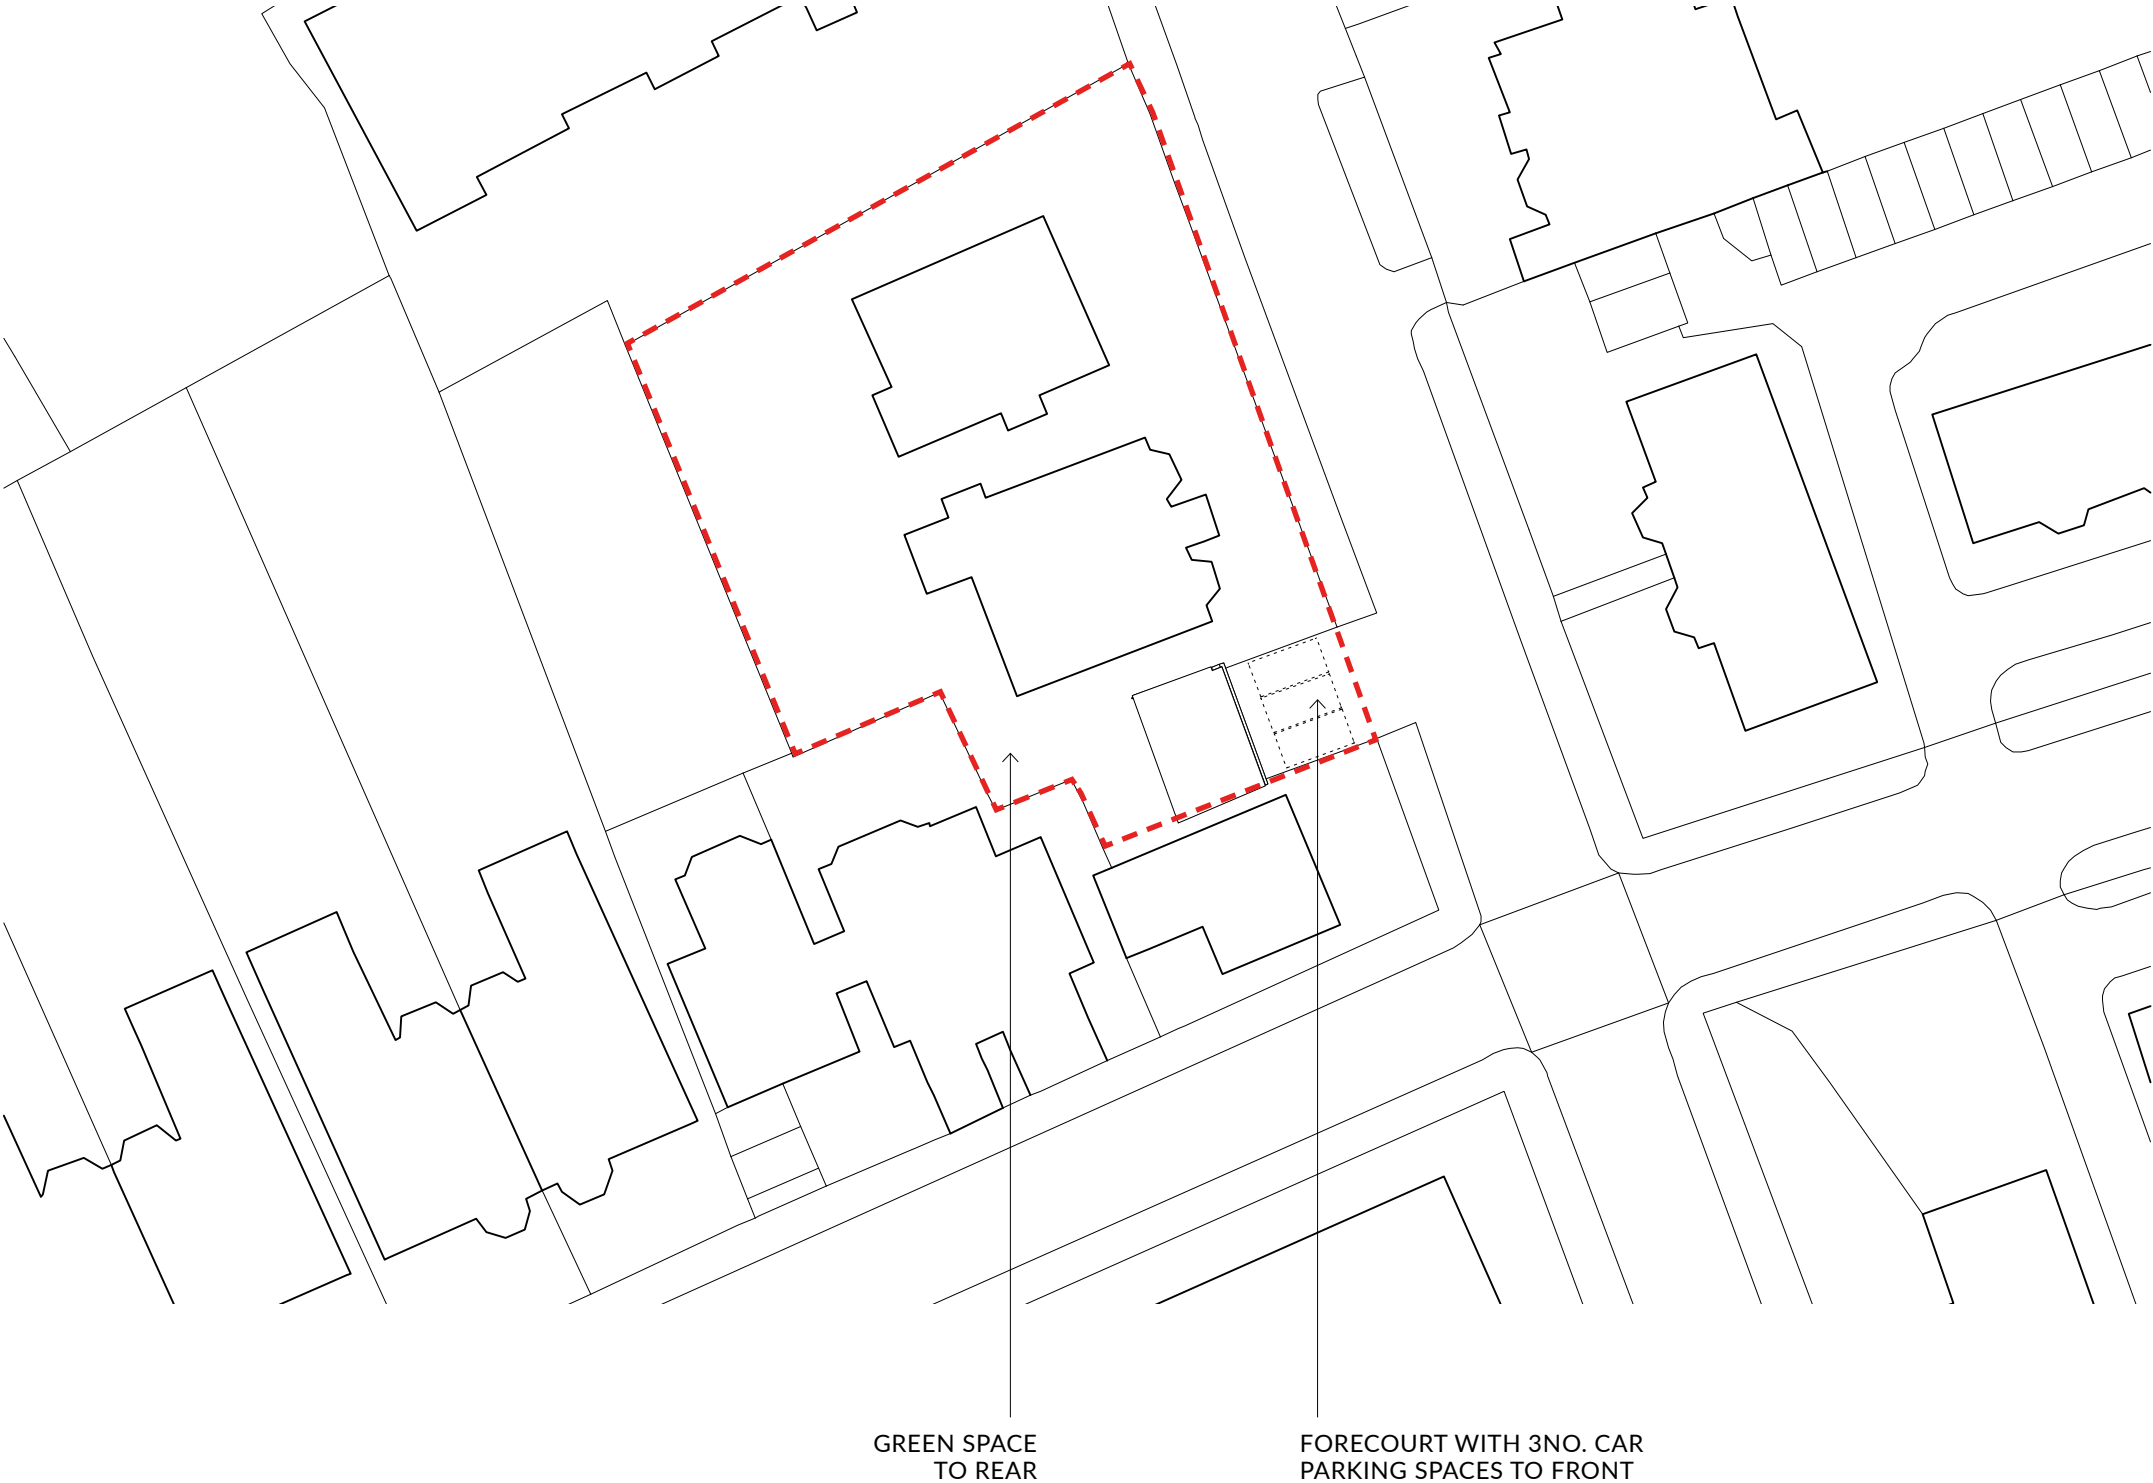 GREEN SPACE
TO REAR
FORECOURT WITH 3NO. CAR
PARKING SPACES TO FRONT